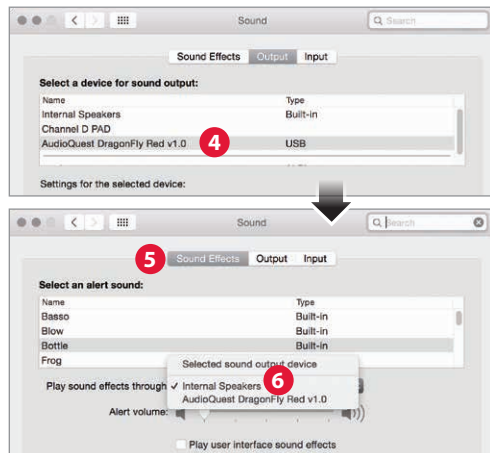 Sound
Search
Sound Effects Output Input
Select a device for sound output:
Name Type
Internal Speakers Built-in
Channel D PAD
AudioQuest DragonFly Red v1.0 4 USB
Settings for the selected device:
Sound
Search
5 Sound Effects Output Input
Select an alert sound:
Name Type
Basso Built-in
Blow Built-in
Bottle Built-in
Frog Built-in
Selected sound output device
Play sound effects through ✓ Internal Speakers 6
AudioQuest DragonFly Red v1.0
Alert volume:
Play user interface sound effects